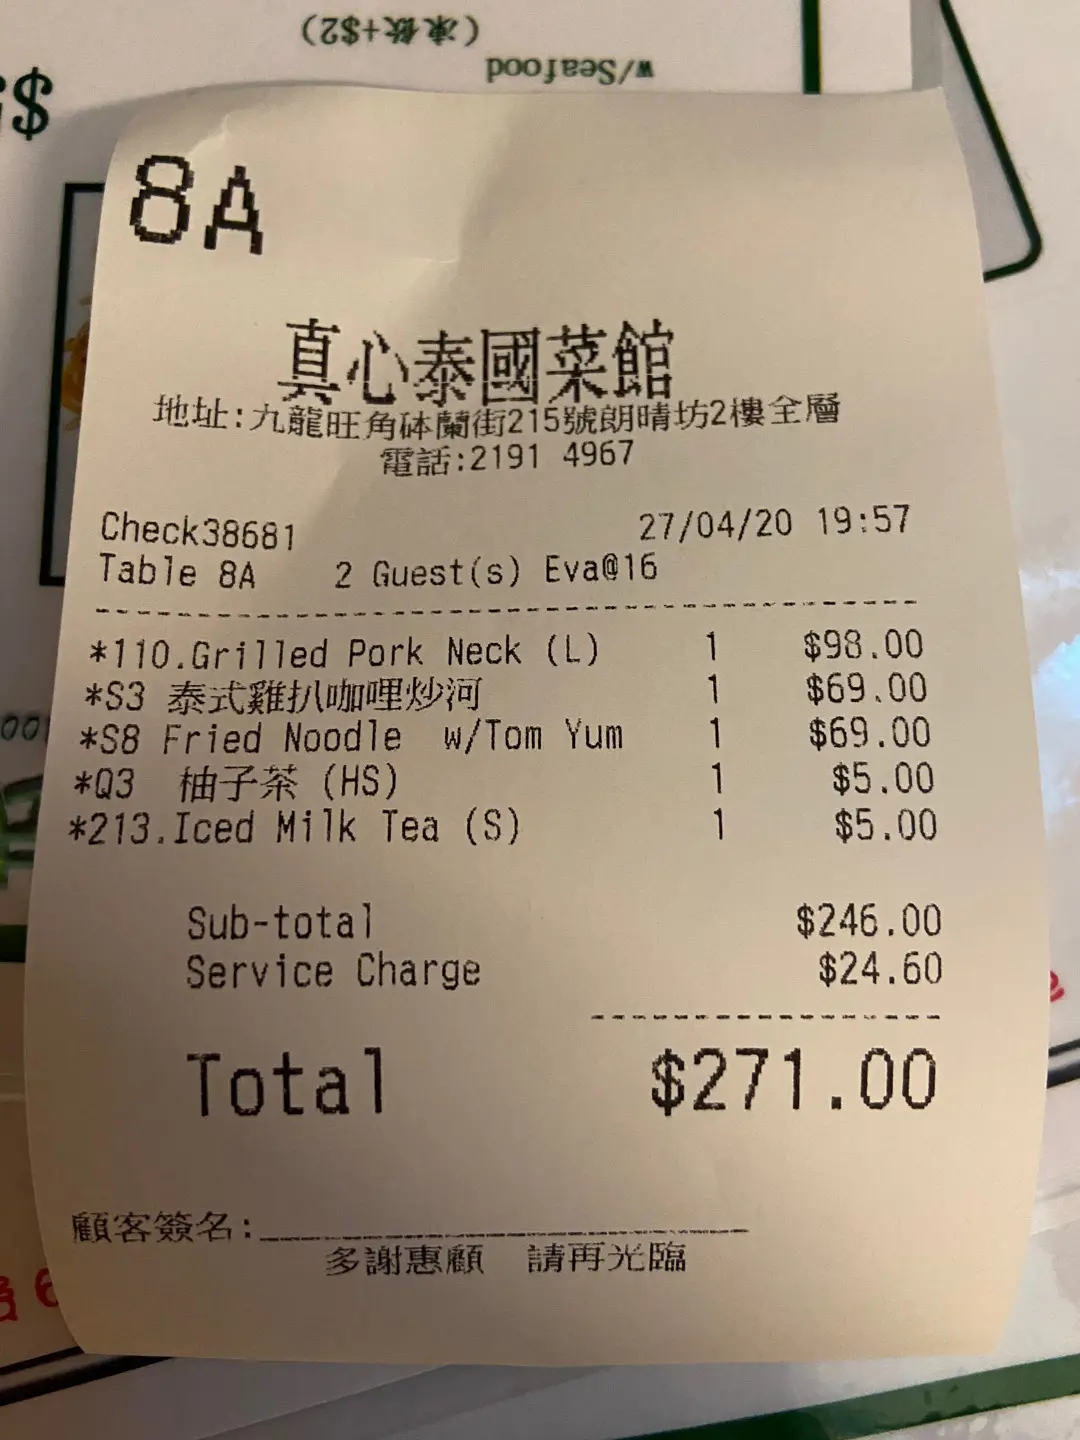 (凍飲+$2)
w/Seafood
8A
真心泰國菜館
地址:九龍旺角砵蘭街215號朗晴坊2樓全層
電話:2191 4967
Check38681 27/04/20 19:57
Table 8A 2 Guest(s) Eva@16
*110.Grilled Pork Neck (L) 1 $98.00
*S3 泰式雞扒咖哩炒河 1 $69.00
*S8 Fried Noodle w/Tom Yum 1 $69.00
*Q3 柚子茶 (HS) 1 $5.00
*213.Iced Milk Tea (S) 1 $5.00
Sub-total $246.00
Service Charge $24.60
Total $271.00
顧客簽名:
多謝惠顧 請再光臨